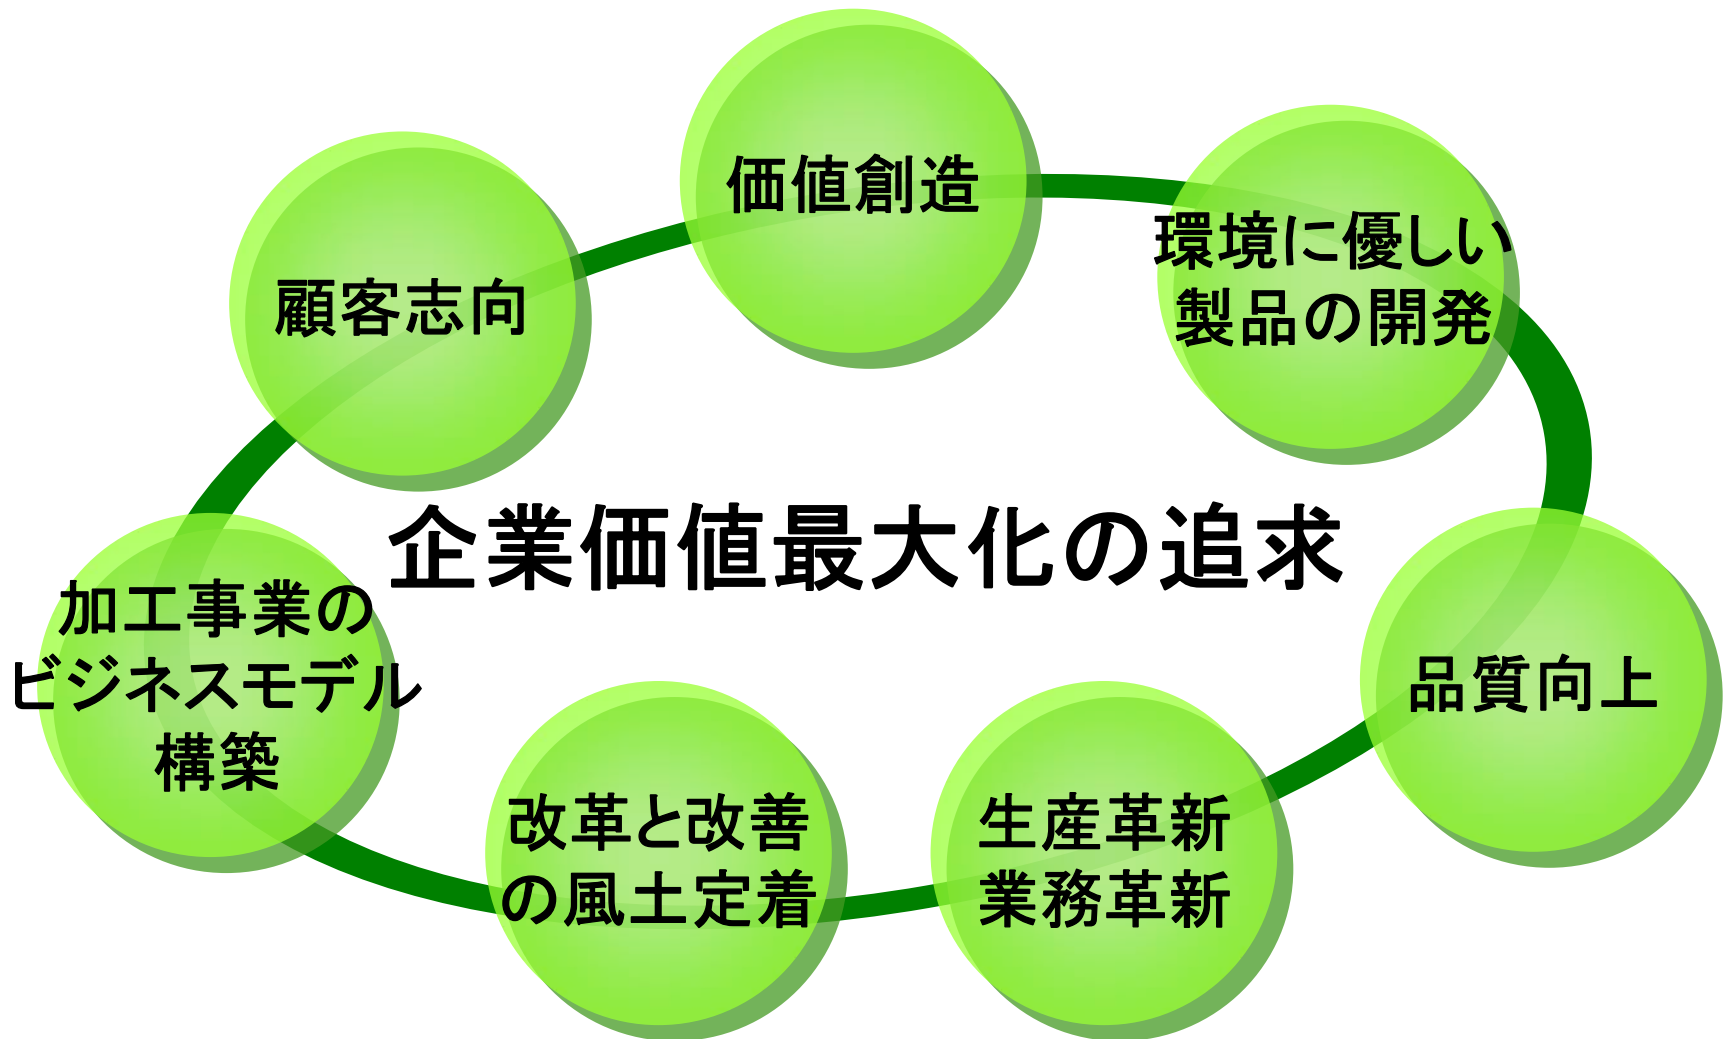 価値創造
環境に優しい
製品の開発
顧客志向
企業価値最大化の追求
加工事業の
ビジネスモデル
構築
品質向上
改革と改善
の風土定着
生産革新
業務革新